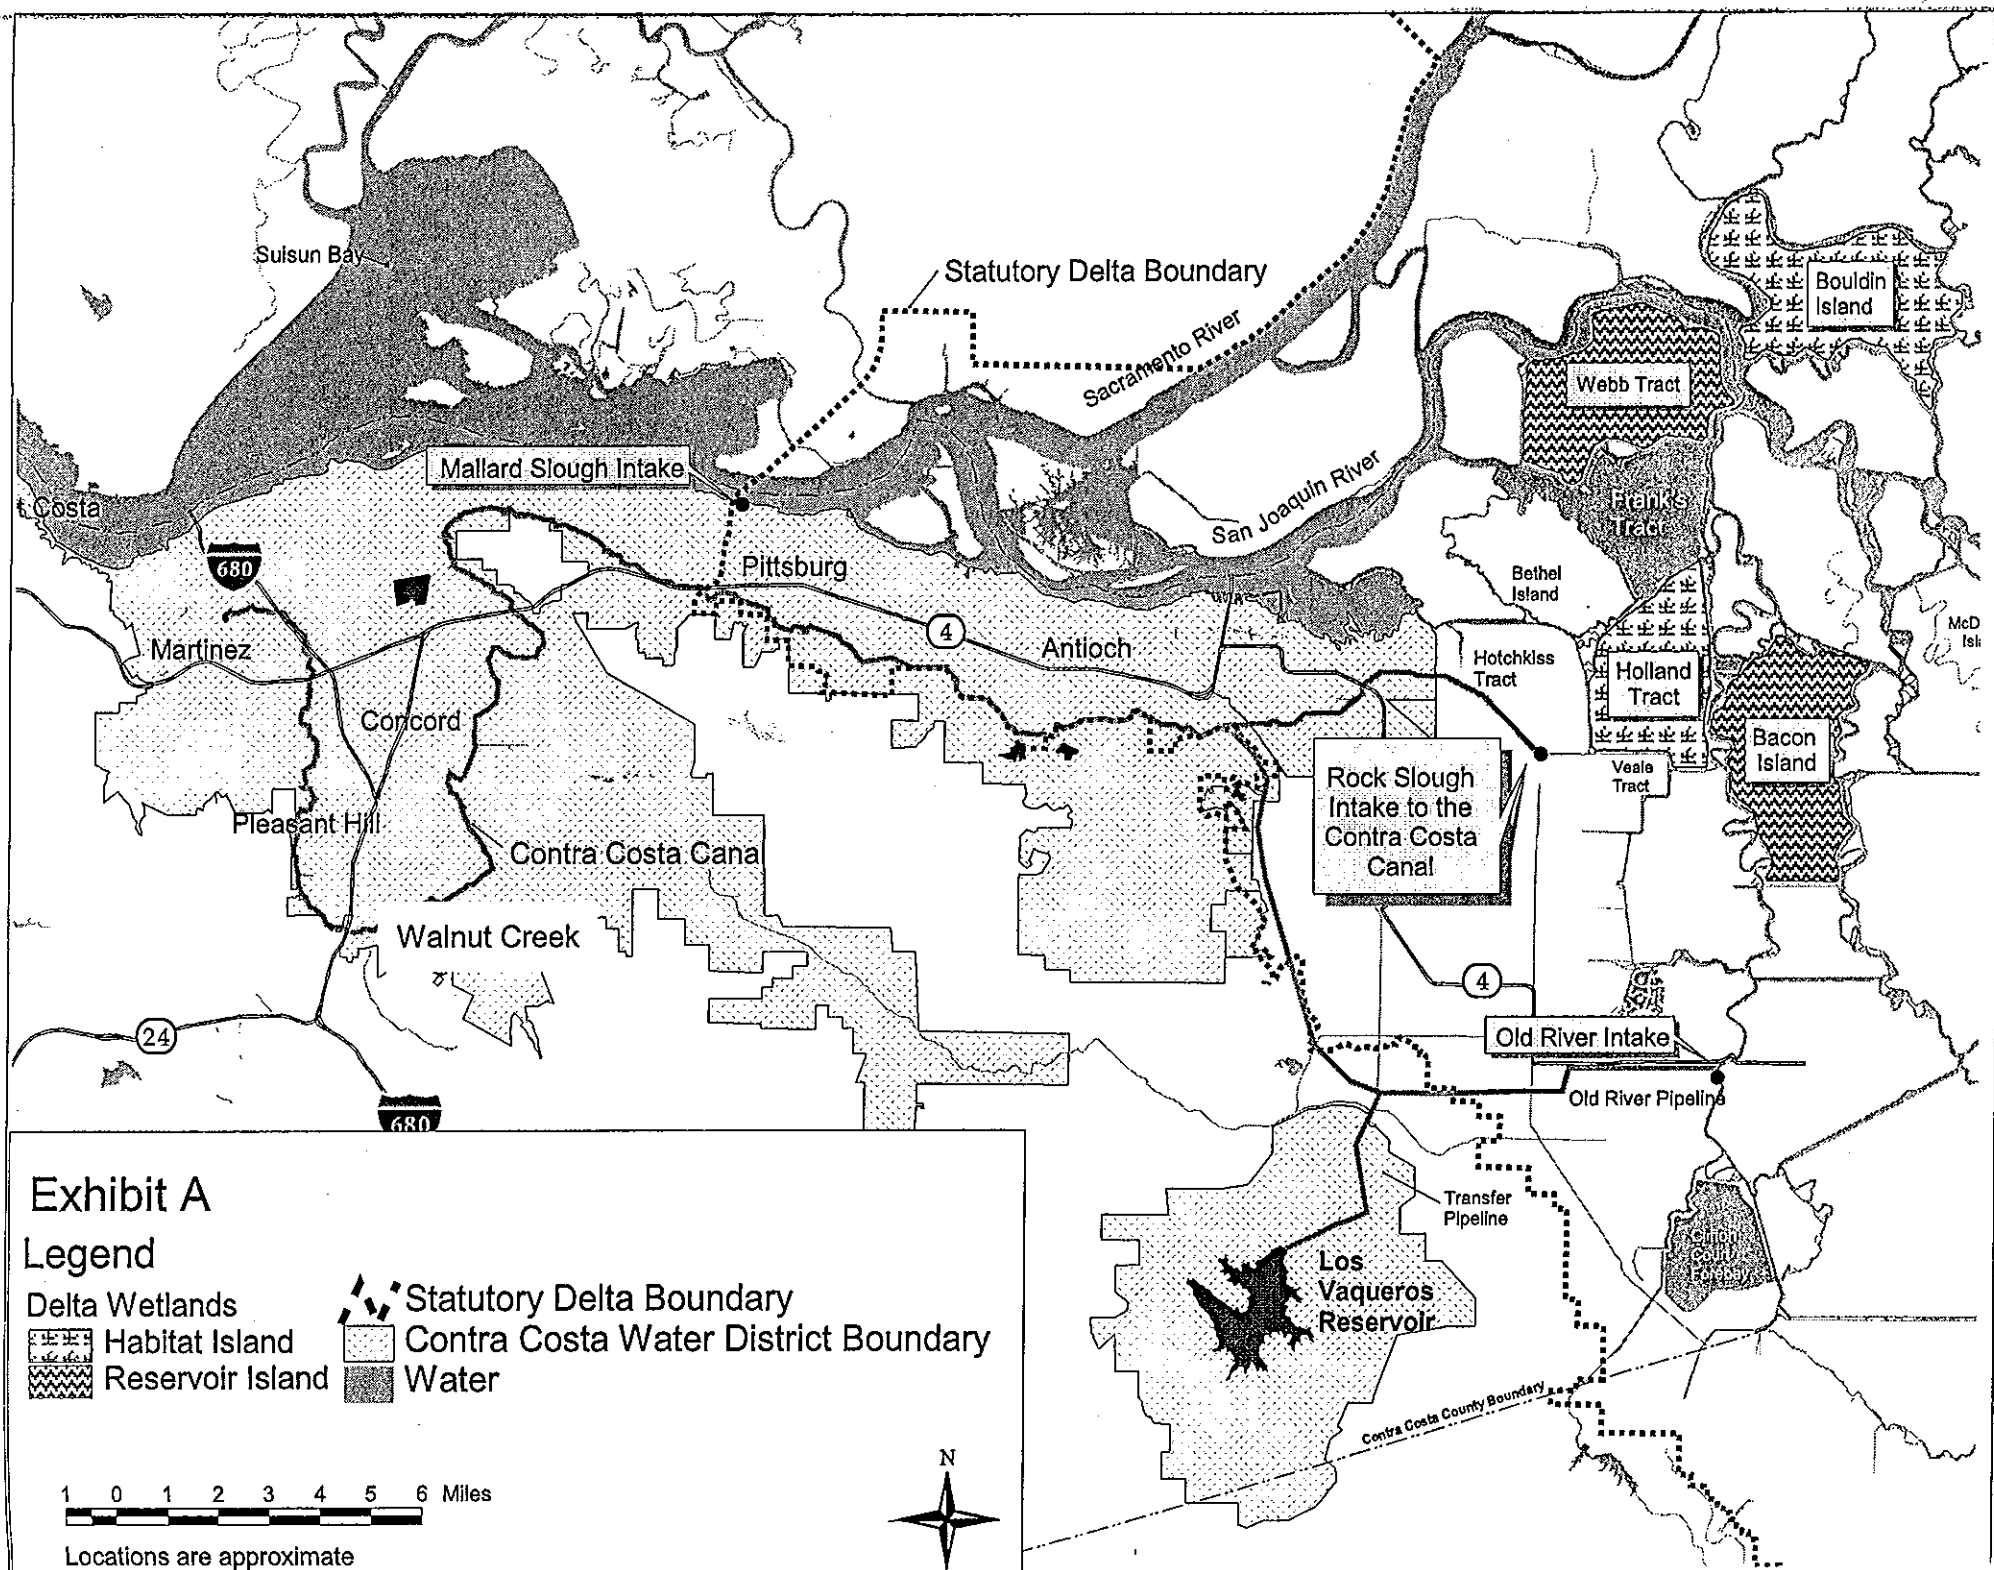 Suisun Bay
Statutory Delta Boundary
Sacramento River
Bouldin
Island
Webb Tract
Mallard Slough Intake
Costa
San Joaquin River
Frank's
Tract
680
Pittsburg
Bethel
Island
4
Martinez
Antioch
Hotchkiss
Tract
Holland
Tract
McD
Isl
Concord
Bacon
Island
Veale
Tract
Rock Slough
Intake to the
Contra Costa
Canal
Pleasant Hill
Contra Costa Canal
Walnut Creek
4
24
Old River Intake
Old River Pipeline
680
Exhibit A
Legend
Delta Wetlands
Habitat Island
Reservoir Island
Statutory Delta Boundary
Contra Costa Water District Boundary
Water
Transfer
Pipeline
Los
Vaqueros
Reservoir
Court
Forebay
Contra Costa County Boundary
1 0 1 2 3 4 5 6 Miles
N
Locations are approximate